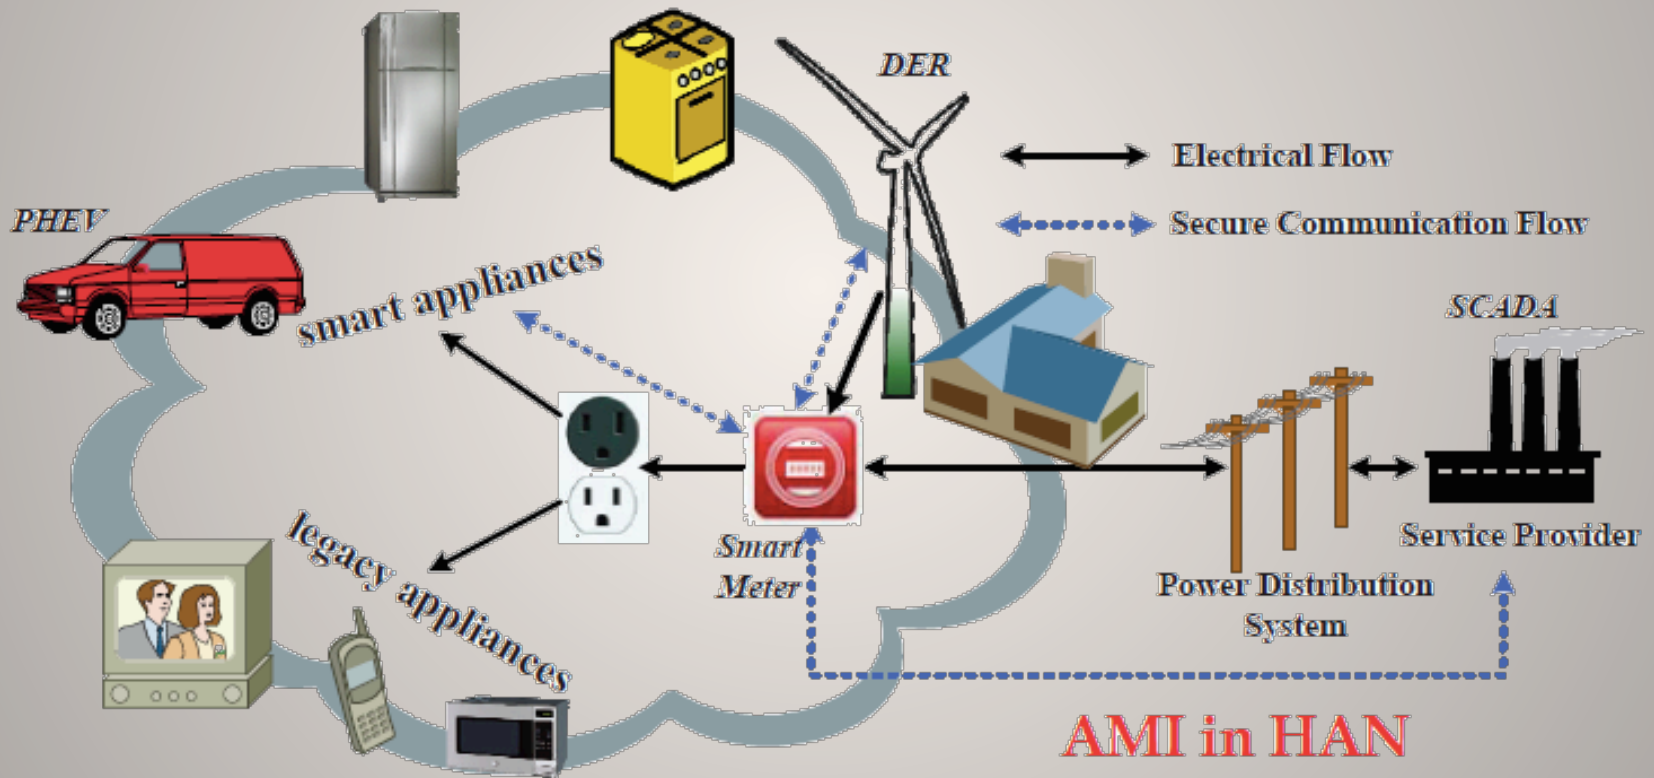 DER
Electrical Flow
PHEV
Secure Communication Flow
smart appliances
SCADA
Smart
Meter
Service Provider
legacy appliances
Power Distribution
System
AMI in HAN